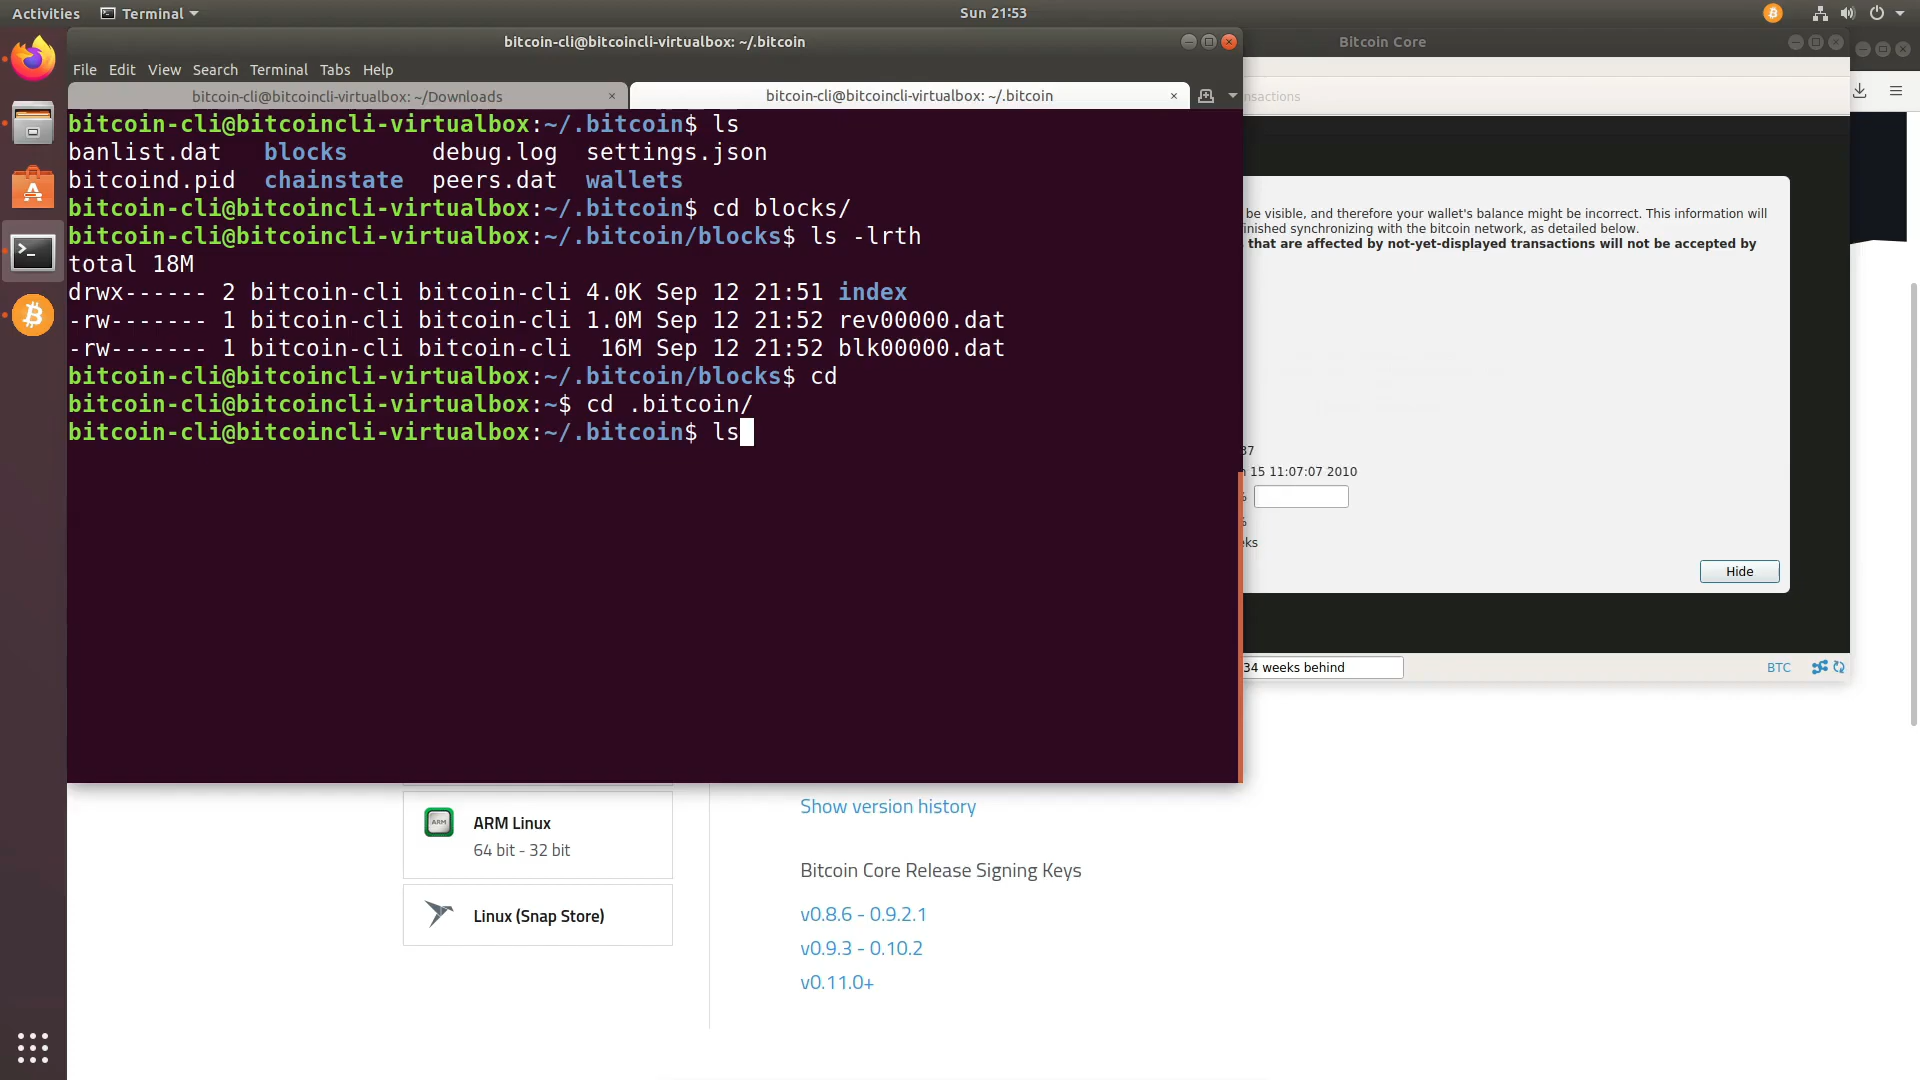 Activities Terminal Sun 21:53
bitcoin-cli@bitcoincli-virtualbox: ~/.bitcoin
Bitcoin Core
File Edit View Search Terminal Tabs Help
bitcoin-cli@bitcoincli-virtualbox: ~/Downloads × bitcoin-cli@bitcoincli-virtualbox: ~/.bitcoin ×
nsactions
bitcoin-cli@bitcoincli-virtualbox:~/.bitcoin$ ls
banlist.dat blocks debug.log settings.json
bitcoind.pid chainstate peers.dat wallets
bitcoin-cli@bitcoincli-virtualbox:~/.bitcoin$ cd blocks/
bitcoin-cli@bitcoincli-virtualbox:~/.bitcoin/blocks$ ls -lrth
total 18M
drwx------ 2 bitcoin-cli bitcoin-cli 4.0K Sep 12 21:51 index
-rw------- 1 bitcoin-cli bitcoin-cli 1.0M Sep 12 21:52 rev00000.dat
-rw------- 1 bitcoin-cli bitcoin-cli 16M Sep 12 21:52 blk00000.dat
bitcoin-cli@bitcoincli-virtualbox:~/.bitcoin/blocks$ cd
bitcoin-cli@bitcoincli-virtualbox:~$ cd .bitcoin/
bitcoin-cli@bitcoincli-virtualbox:~/.bitcoin$ ls
be visible, and therefore your wallet's balance might be incorrect. This information will
inished synchronizing with the bitcoin network, as detailed below.
that are affected by not-yet-displayed transactions will not be accepted by
37
15 11:07:07 2010
%
%
eks
Hide
34 weeks behind
BTC
ARM Linux
64 bit - 32 bit
Linux (Snap Store)
Show version history
Bitcoin Core Release Signing Keys
v0.8.6 - 0.9.2.1
v0.9.3 - 0.10.2
v0.11.0+